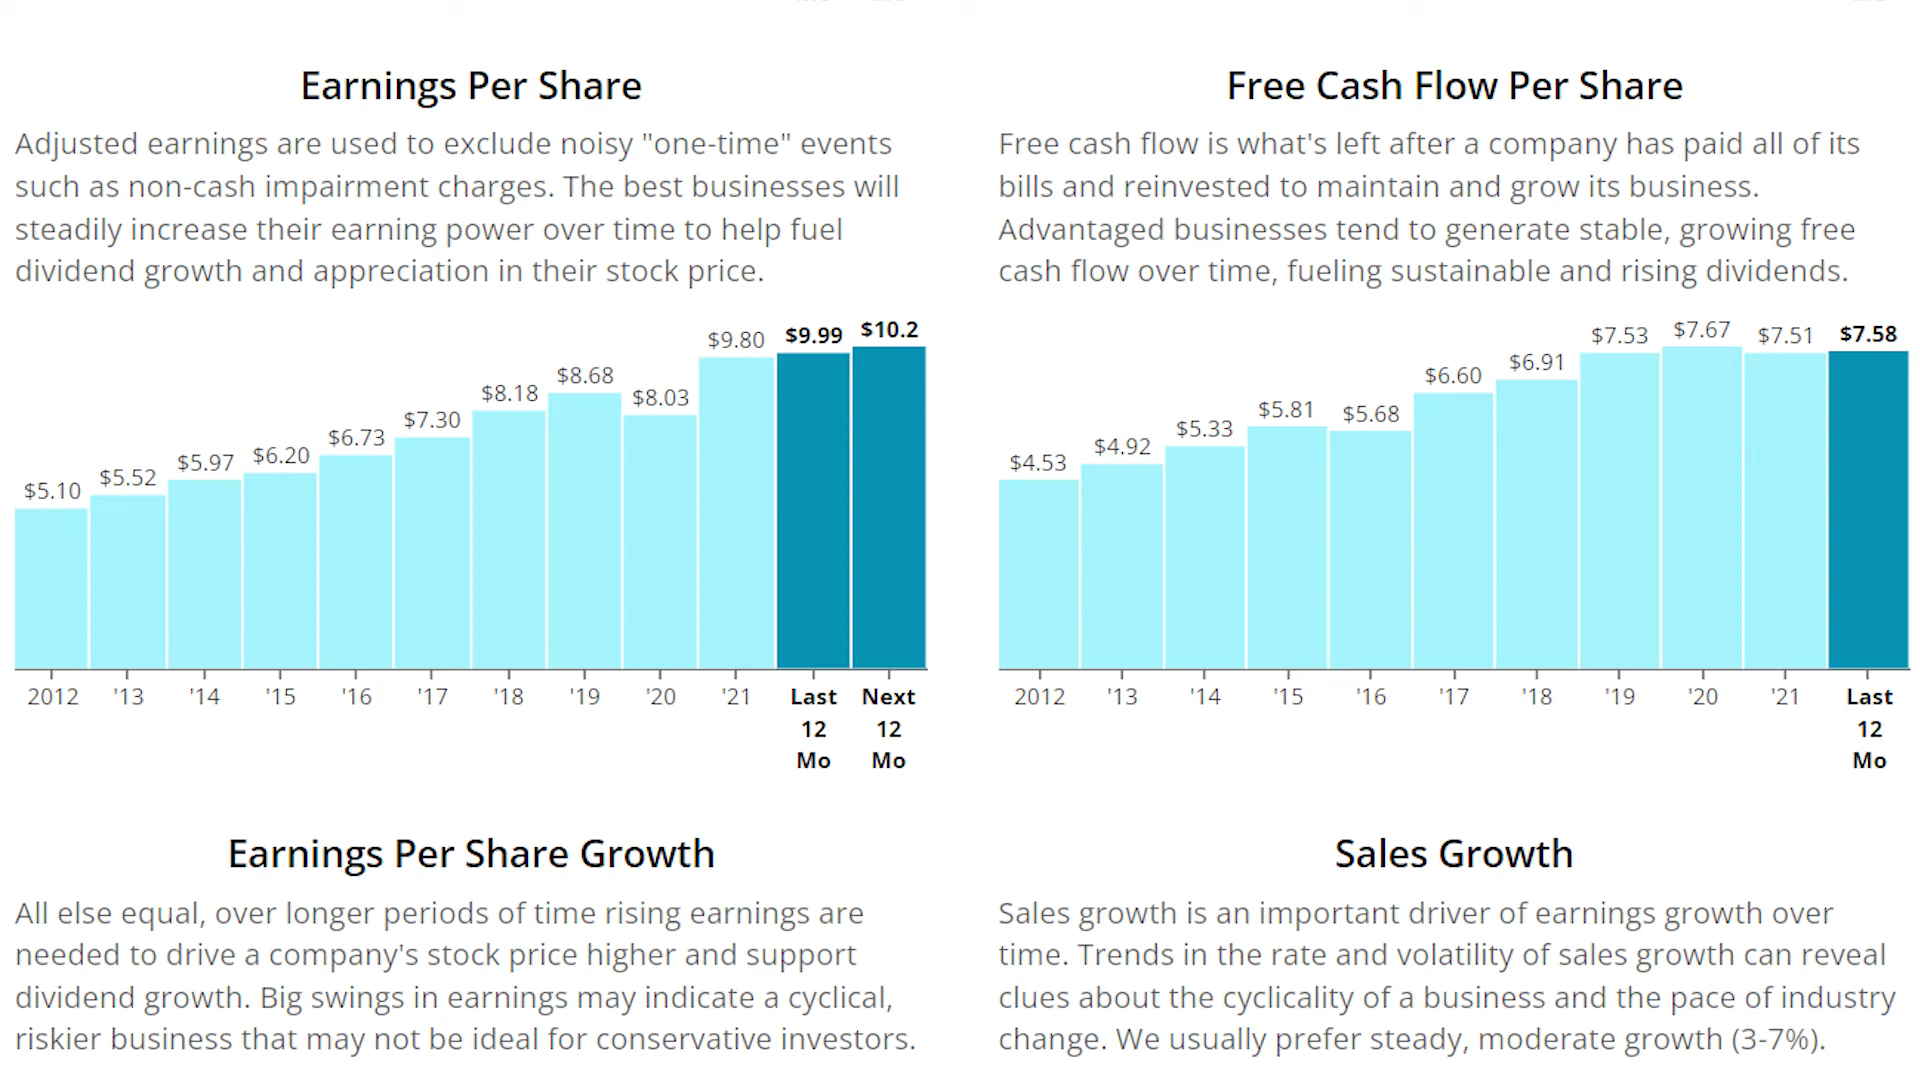 Earnings Per Share
Adjusted earnings are used to exclude noisy "one-time" events
such as non-cash impairment charges. The best businesses will
steadily increase their earning power over time to help fuel
dividend growth and appreciation in their stock price.
$5.10 $5.52 $5.97 $6.20 $6.73 $7.30 $8.18 $8.68 $8.03 $9.80 $9.99 $10.2
2012 '13 '14 '15 '16 '17 '18 '19 '20 '21 Last Next
12 12
Mo Mo
Free Cash Flow Per Share
Free cash flow is what's left after a company has paid all of its
bills and reinvested to maintain and grow its business.
Advantaged businesses tend to generate stable, growing free
cash flow over time, fueling sustainable and rising dividends.
$4.53 $4.92 $5.33 $5.81 $5.68 $6.60 $6.91 $7.53 $7.67 $7.51 $7.58
2012 '13 '14 '15 '16 '17 '18 '19 '20 '21 Last
12
Mo
Earnings Per Share Growth
All else equal, over longer periods of time rising earnings are
needed to drive a company's stock price higher and support
dividend growth. Big swings in earnings may indicate a cyclical,
riskier business that may not be ideal for conservative investors.
Sales Growth
Sales growth is an important driver of earnings growth over
time. Trends in the rate and volatility of sales growth can reveal
clues about the cyclicality of a business and the pace of industry
change. We usually prefer steady, moderate growth (3-7%).